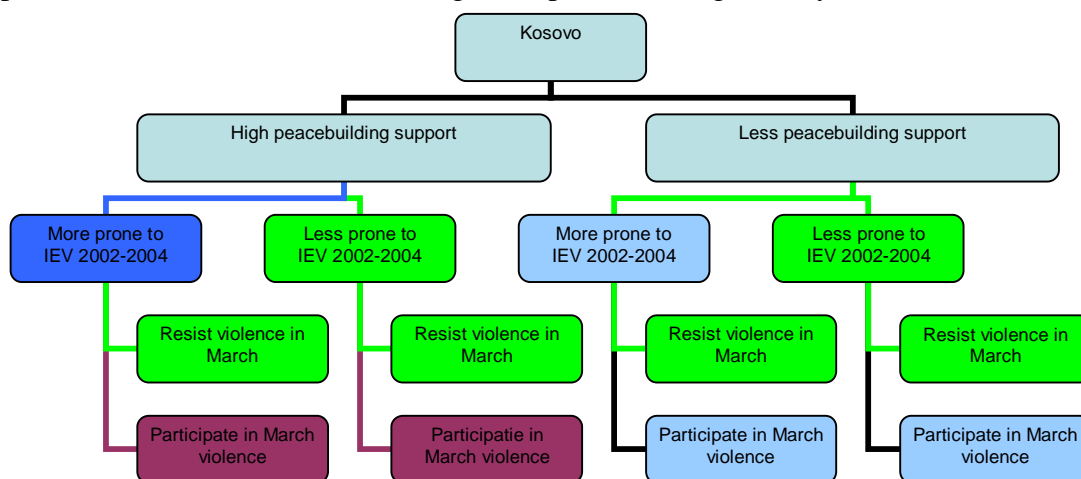 Kosovo
High peacebuilding support
Less peacebuilding support
More prone to
IEV 2002-2004
Less prone to
IEV 2002-2004
More prone to
IEV 2002-2004
Less prone to
IEV 2002-2004
Resist violence in
March
Resist violence in
March
Resist violence in
March
Resist violence in
March
Participate in March
violence
Participatie in
March violence
Participate in March
violence
Participate in March
violence